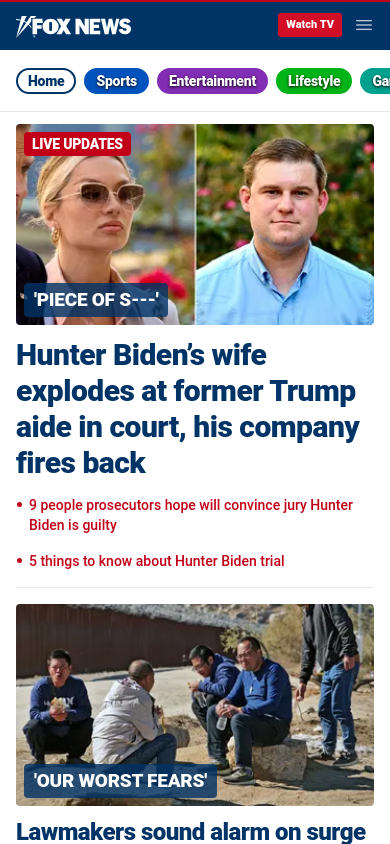 FOX NEWS
Watch TV
Home Sports Entertainment Lifestyle Ga
LIVE UPDATES
'PIECE OF S---'
Hunter Biden’s wife
explodes at former Trump
aide in court, his company
fires back
• 9 people prosecutors hope will convince jury Hunter
Biden is guilty
• 5 things to know about Hunter Biden trial
'OUR WORST FEARS'
Lawmakers sound alarm on surge